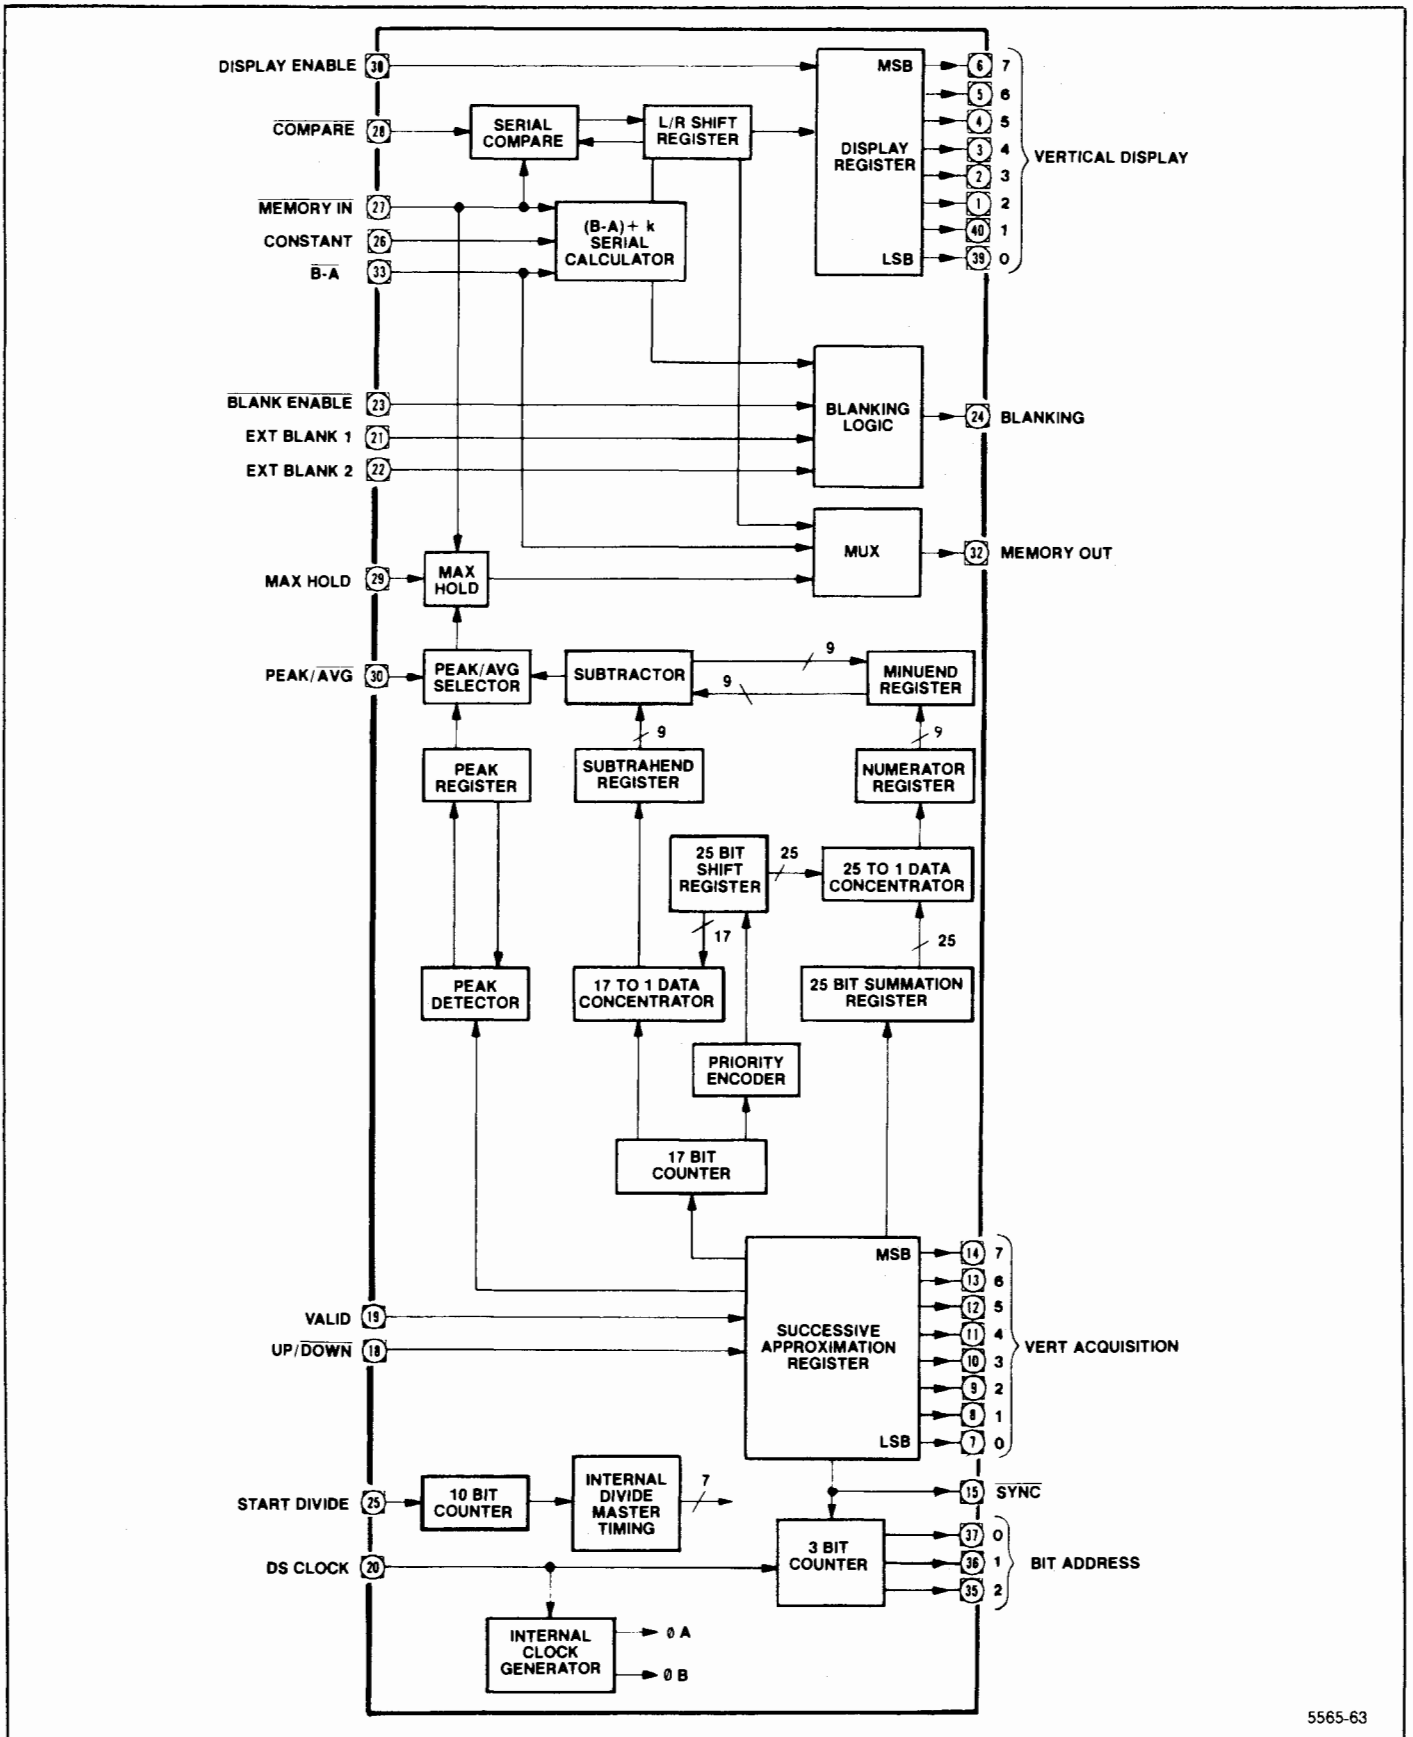 DISPLAY ENABLE 38
COMPARE 28
MEMORY IN 27
CONSTANT 26
B-A 33
SERIAL
COMPARE
L/R SHIFT
REGISTER
(B-A)+ k
SERIAL
CALCULATOR
MSB
DISPLAY
REGISTER
LSB
6 7
5 6
4 5
3 4
2 3
1 2
40 1
39 0
VERTICAL DISPLAY
BLANK ENABLE 23
EXT BLANK 1 21
EXT BLANK 2 22
BLANKING
LOGIC
24 BLANKING
MAX HOLD 29
MAX
HOLD
MUX
32 MEMORY OUT
PEAK/AVG 30
PEAK/AVG
SELECTOR
SUBTRACTOR
9
9
MINUEND
REGISTER
9
9
PEAK
REGISTER
SUBTRAHEND
REGISTER
NUMERATOR
REGISTER
25 BIT
SHIFT
REGISTER
25
25 TO 1 DATA
CONCENTRATOR
17
25
PEAK
DETECTOR
17 TO 1 DATA
CONCENTRATOR
25 BIT SUMMATION
REGISTER
PRIORITY
ENCODER
17 BIT
COUNTER
VALID 19
UP/DOWN 18
MSB
SUCCESSIVE
APPROXIMATION
REGISTER
LSB
14 7
13 6
12 5
11 4
10 3
9 2
8 1
7 0
VERT ACQUISITION
START DIVIDE 25
10 BIT
COUNTER
INTERNAL
DIVIDE
MASTER
TIMING
7
15 SYNC
DS CLOCK 20
3 BIT
COUNTER
37 0
36 1
35 2
BIT ADDRESS
INTERNAL
CLOCK
GENERATOR
Ø A
Ø B
5565-63